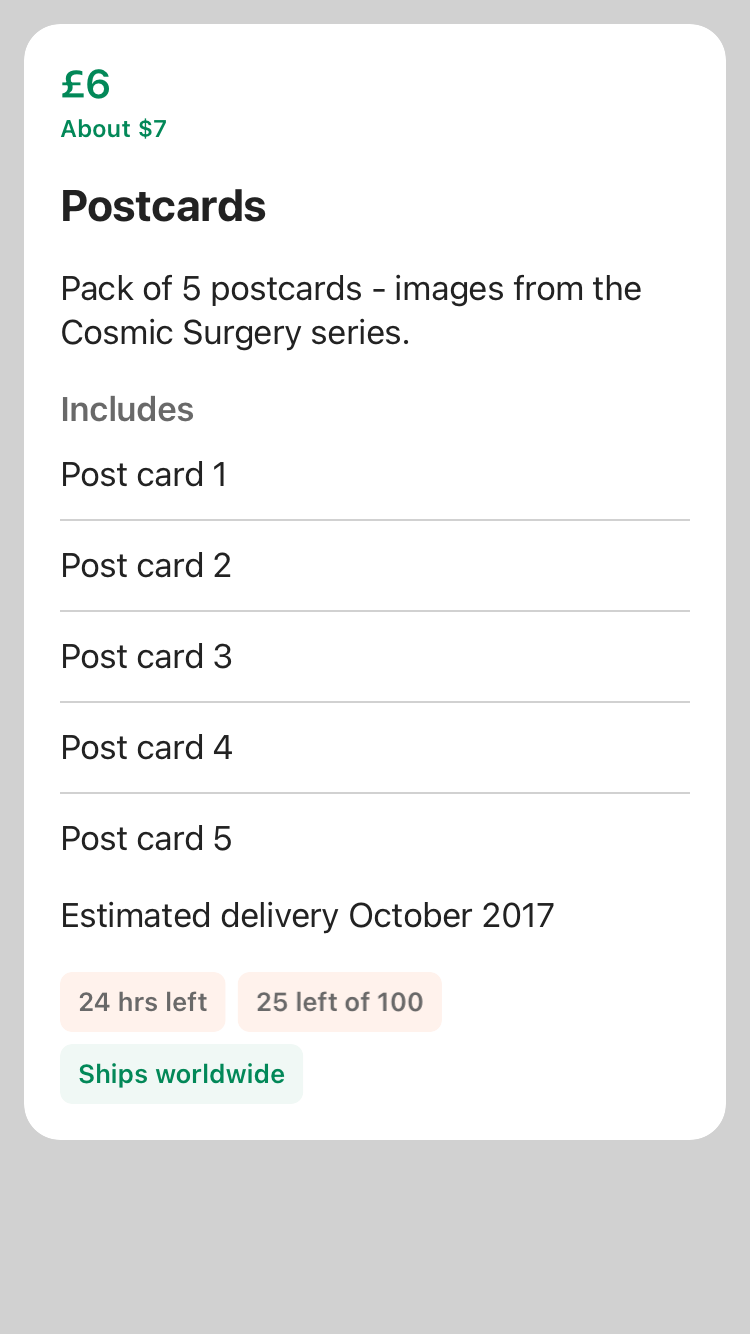 £6
About $7
Postcards
Pack of 5 postcards - images from the
Cosmic Surgery series.
Includes
Post card 1
Post card 2
Post card 3
Post card 4
Post card 5
Estimated delivery October 2017
24 hrs left
25 left of 100
Ships worldwide